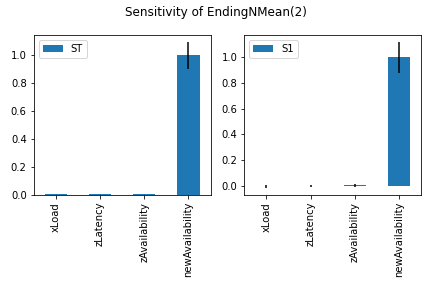 Sensitivity of EndingNMean(2)
ST
1.0
0.8
0.6
0.4
0.2
0.0
xLoad
zLatency
zAvailability
newAvailability
S1
1.0
0.8
0.6
0.4
0.2
0.0
xLoad
zLatency
zAvailability
newAvailability